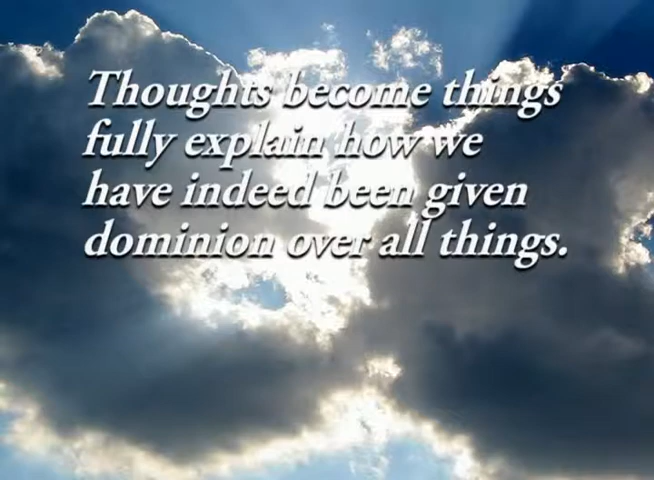 Thoughts become things
fully explain how we
have indeed been given
dominion over all things.